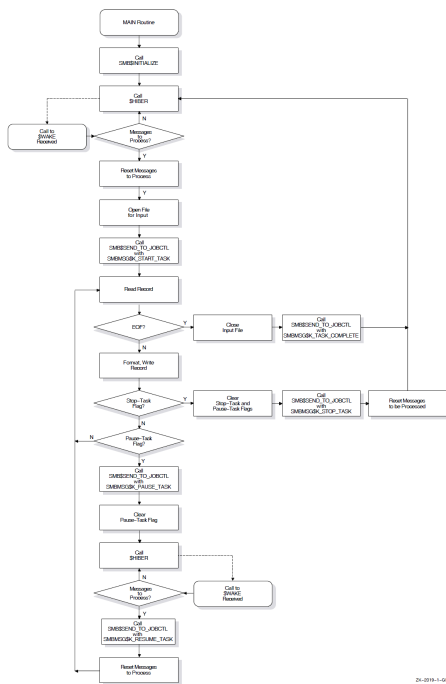 MAIN Routine
Call
SMB$INITIALIZE
Call
$HIBER
N
Call to
$WAKE
Received
Messages
to
Process?
Y
Reset Messages
to Process
Y
Open File
for Input
Call
SMB$SEND_TO_JOBCTL
with
SMBMSG$K_START_TASK
Read Record
EOF?
Y
Close
Input File
Call
SMB$SEND_TO_JOBCTL
with
SMBMSG$K_TASK_COMPLETE
N
Format, Write
Record
Stop-Task
Flag?
Y
Clear
Stop-Task and
Pause-Task Flags
Call
SMB$SEND_TO_JOBCTL
with
SMBMSG$K_STOP_TASK
Reset Messages
to be Processed
N
N
Pause-Task
Flag?
Y
Call
SMB$SEND_TO_JOBCTL
with
SMBMSG$K_PAUSE_TASK
Clear
Pause-Task Flag
Call
$HIBER
N
Messages
to
Process?
Call to
$WAKE
Received
Y
Call
SMB$SEND_TO_JOBCTL
with
SMBMSG$K_RESUME_TASK
Reset Messages
to Process